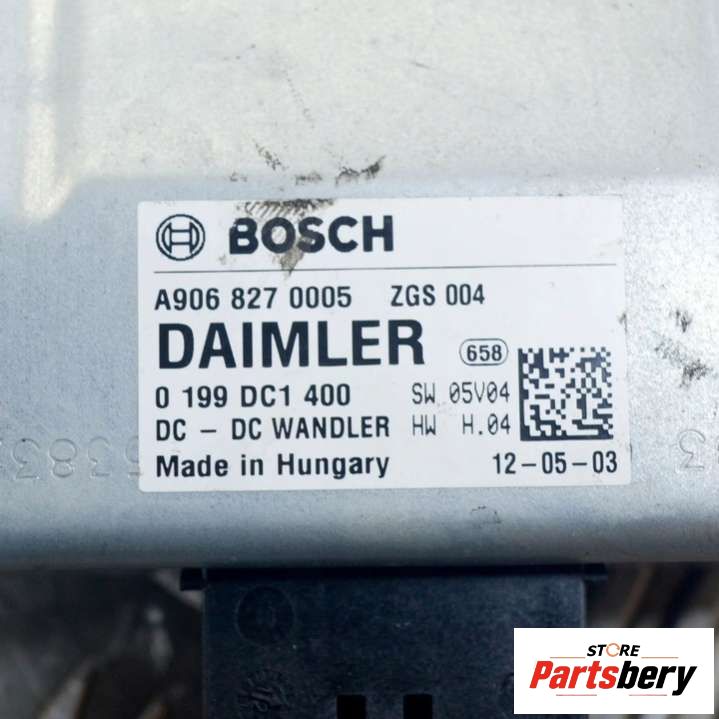 BOSCH
A906 827 0005 ZGS 004
DAIMLER 658
0 199 DC1 400 SW 05V04
DC - DC WANDLER HW H.04
Made in Hungary 12-05-03
STORE
Partsbery